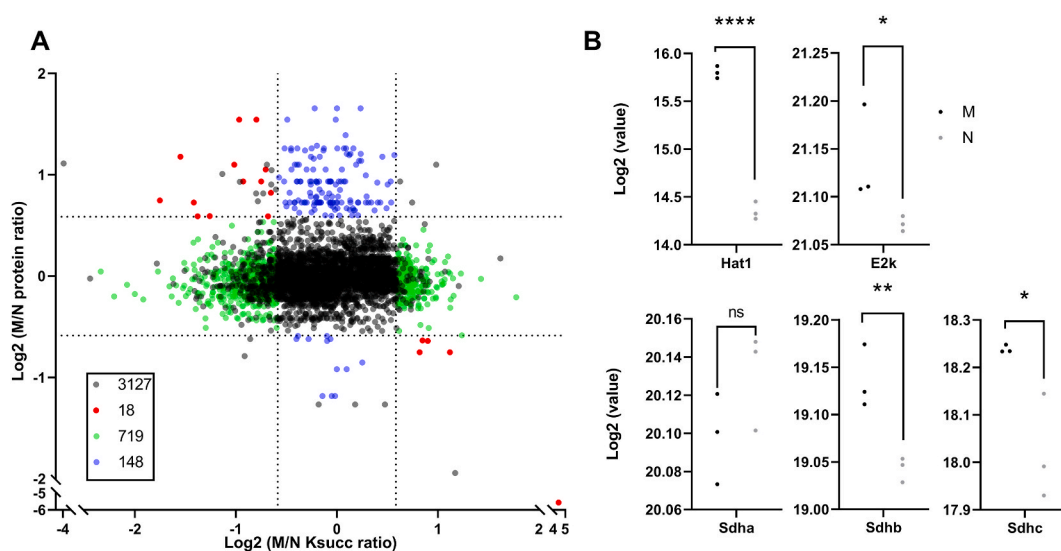 A
Log2 (M/N protein ratio)
2
1
0
-1
-2
-5
-6
3127
18
719
148
-4 -2 -1 0 1 2 4 5
Log2 (M/N Ksucc ratio)
B
Log2 (value)
****
16.0
15.5
15.0
14.5
14.0
Hat1
*
21.25
21.20
21.15
21.10
21.05
E2k
M
N
Log2 (value)
ns
20.16
20.14
20.12
20.10
20.08
20.06
Sdha
**
19.20
19.15
19.10
19.05
19.00
Sdhb
*
18.3
18.2
18.1
18.0
17.9
Sdhc